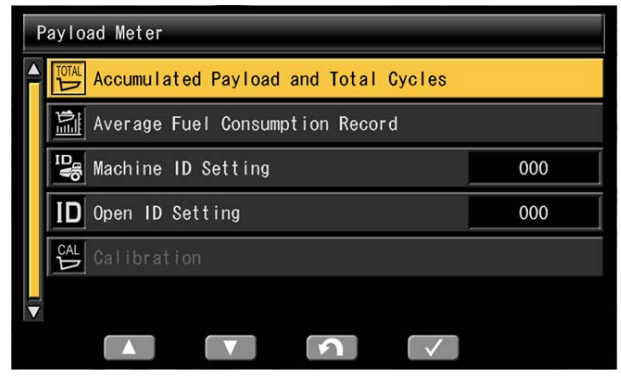 Payload Meter
TOTAL Accumulated Payload and Total Cycles
Average Fuel Consumption Record
ID Machine ID Setting 000
ID Open ID Setting 000
CAL Calibration